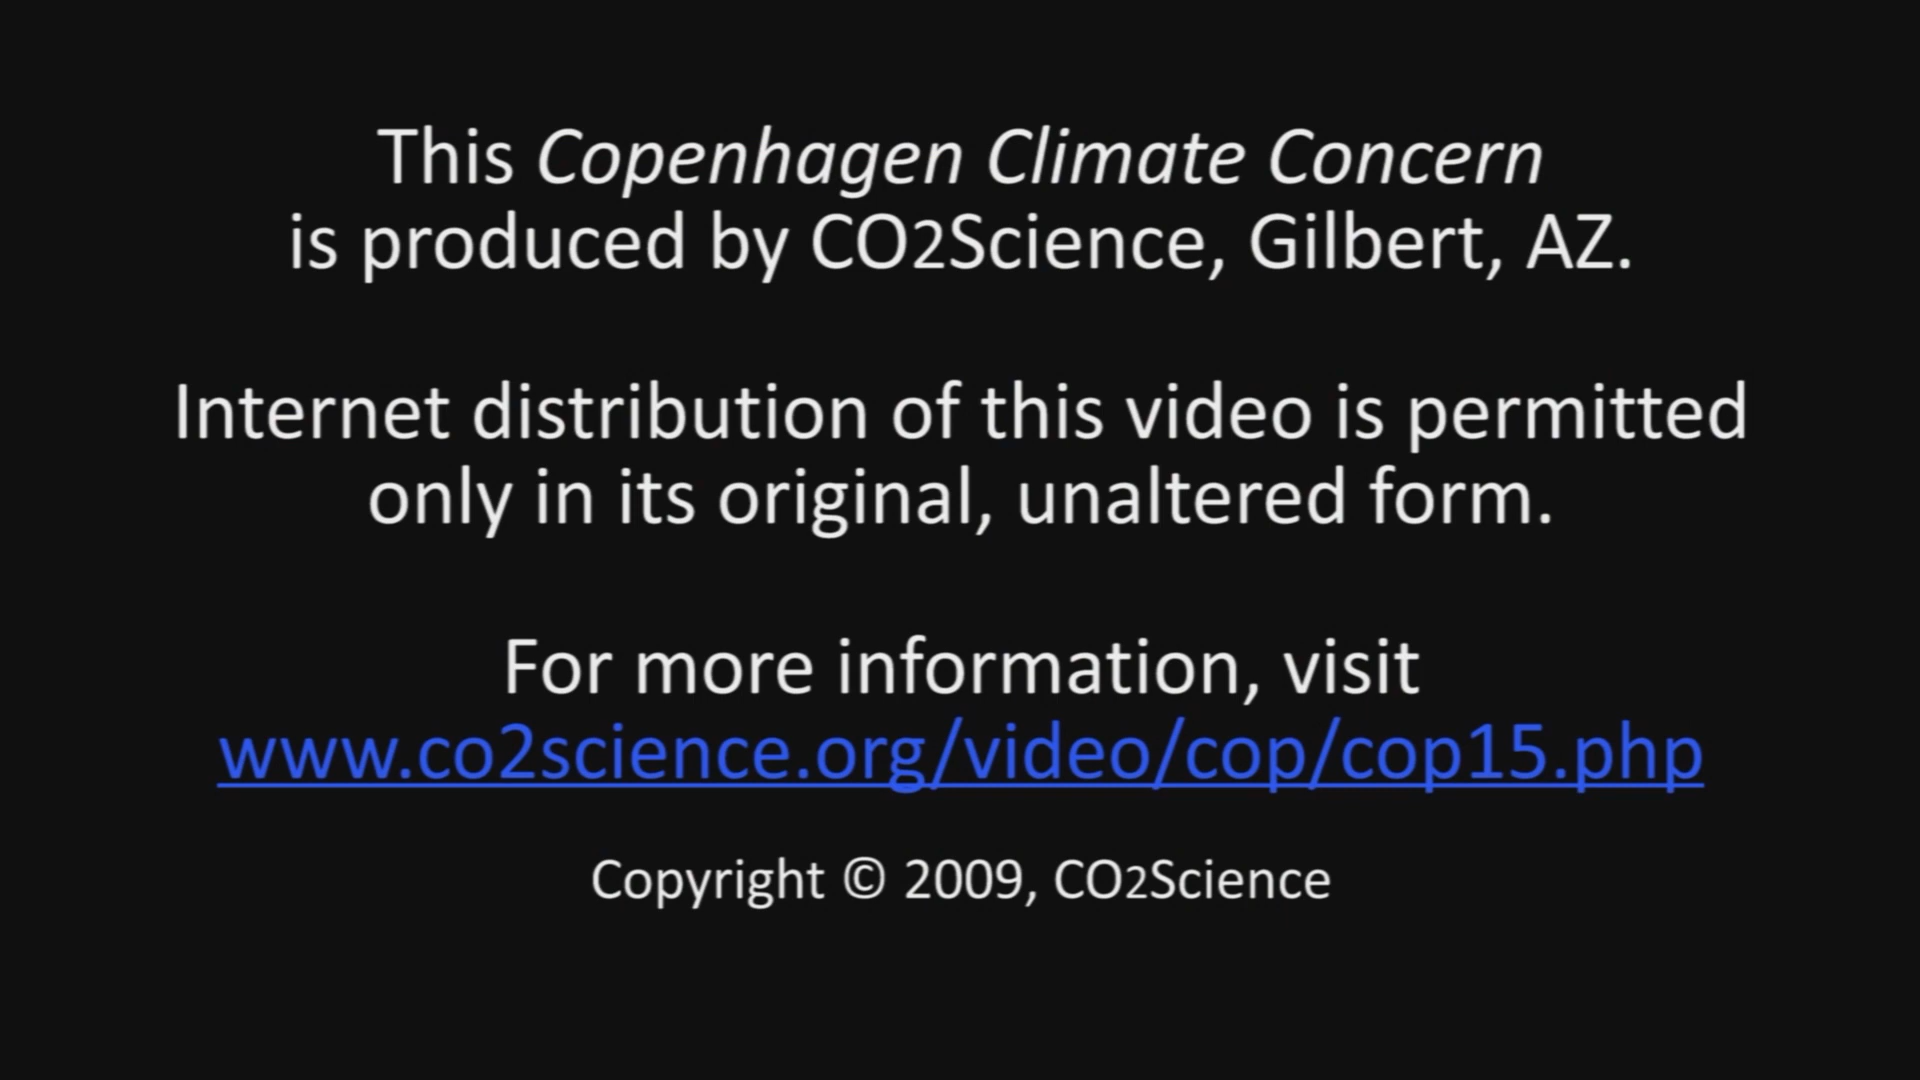 This Copenhagen Climate Concern
is produced by CO2Science, Gilbert, AZ.
Internet distribution of this video is permitted
only in its original, unaltered form.
For more information, visit
www.co2science.org/video/cop/cop15.php
Copyright © 2009, CO2Science